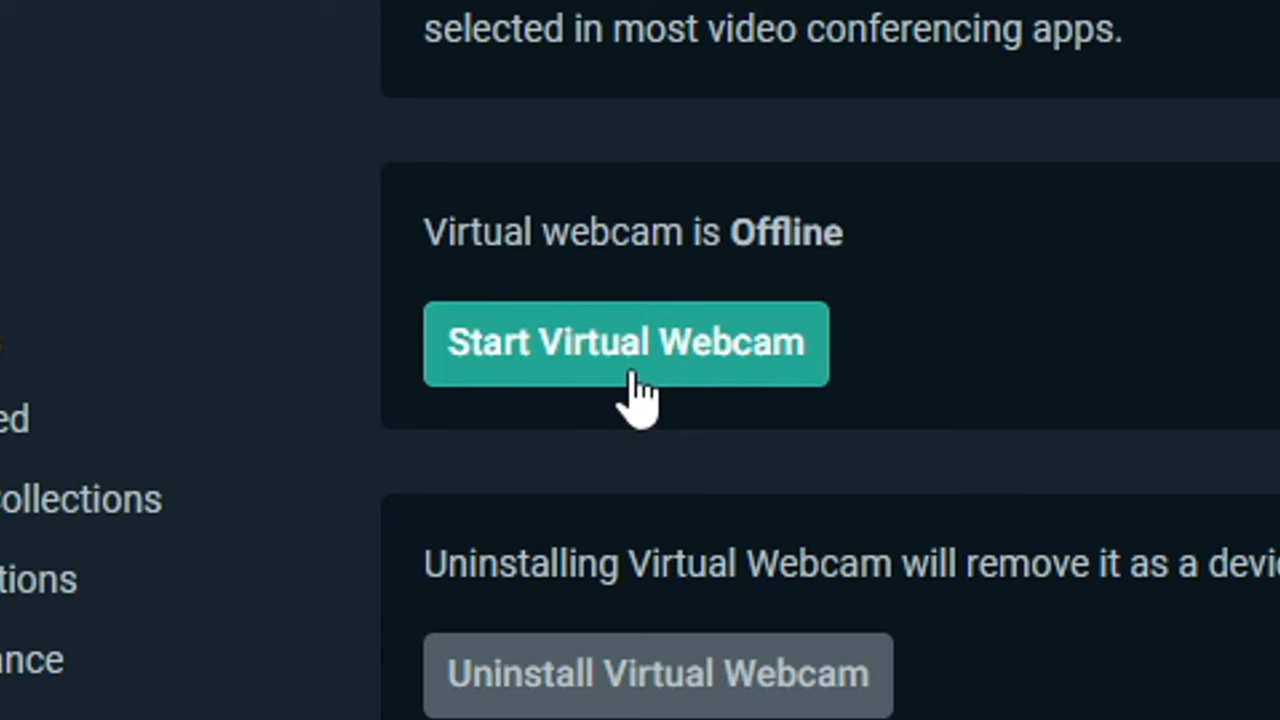 selected in most video conferencing apps.
Virtual webcam is Offline
Start Virtual Webcam
ed
ollections
tions
Uninstalling Virtual Webcam will remove it as a devi
ance
Uninstall Virtual Webcam